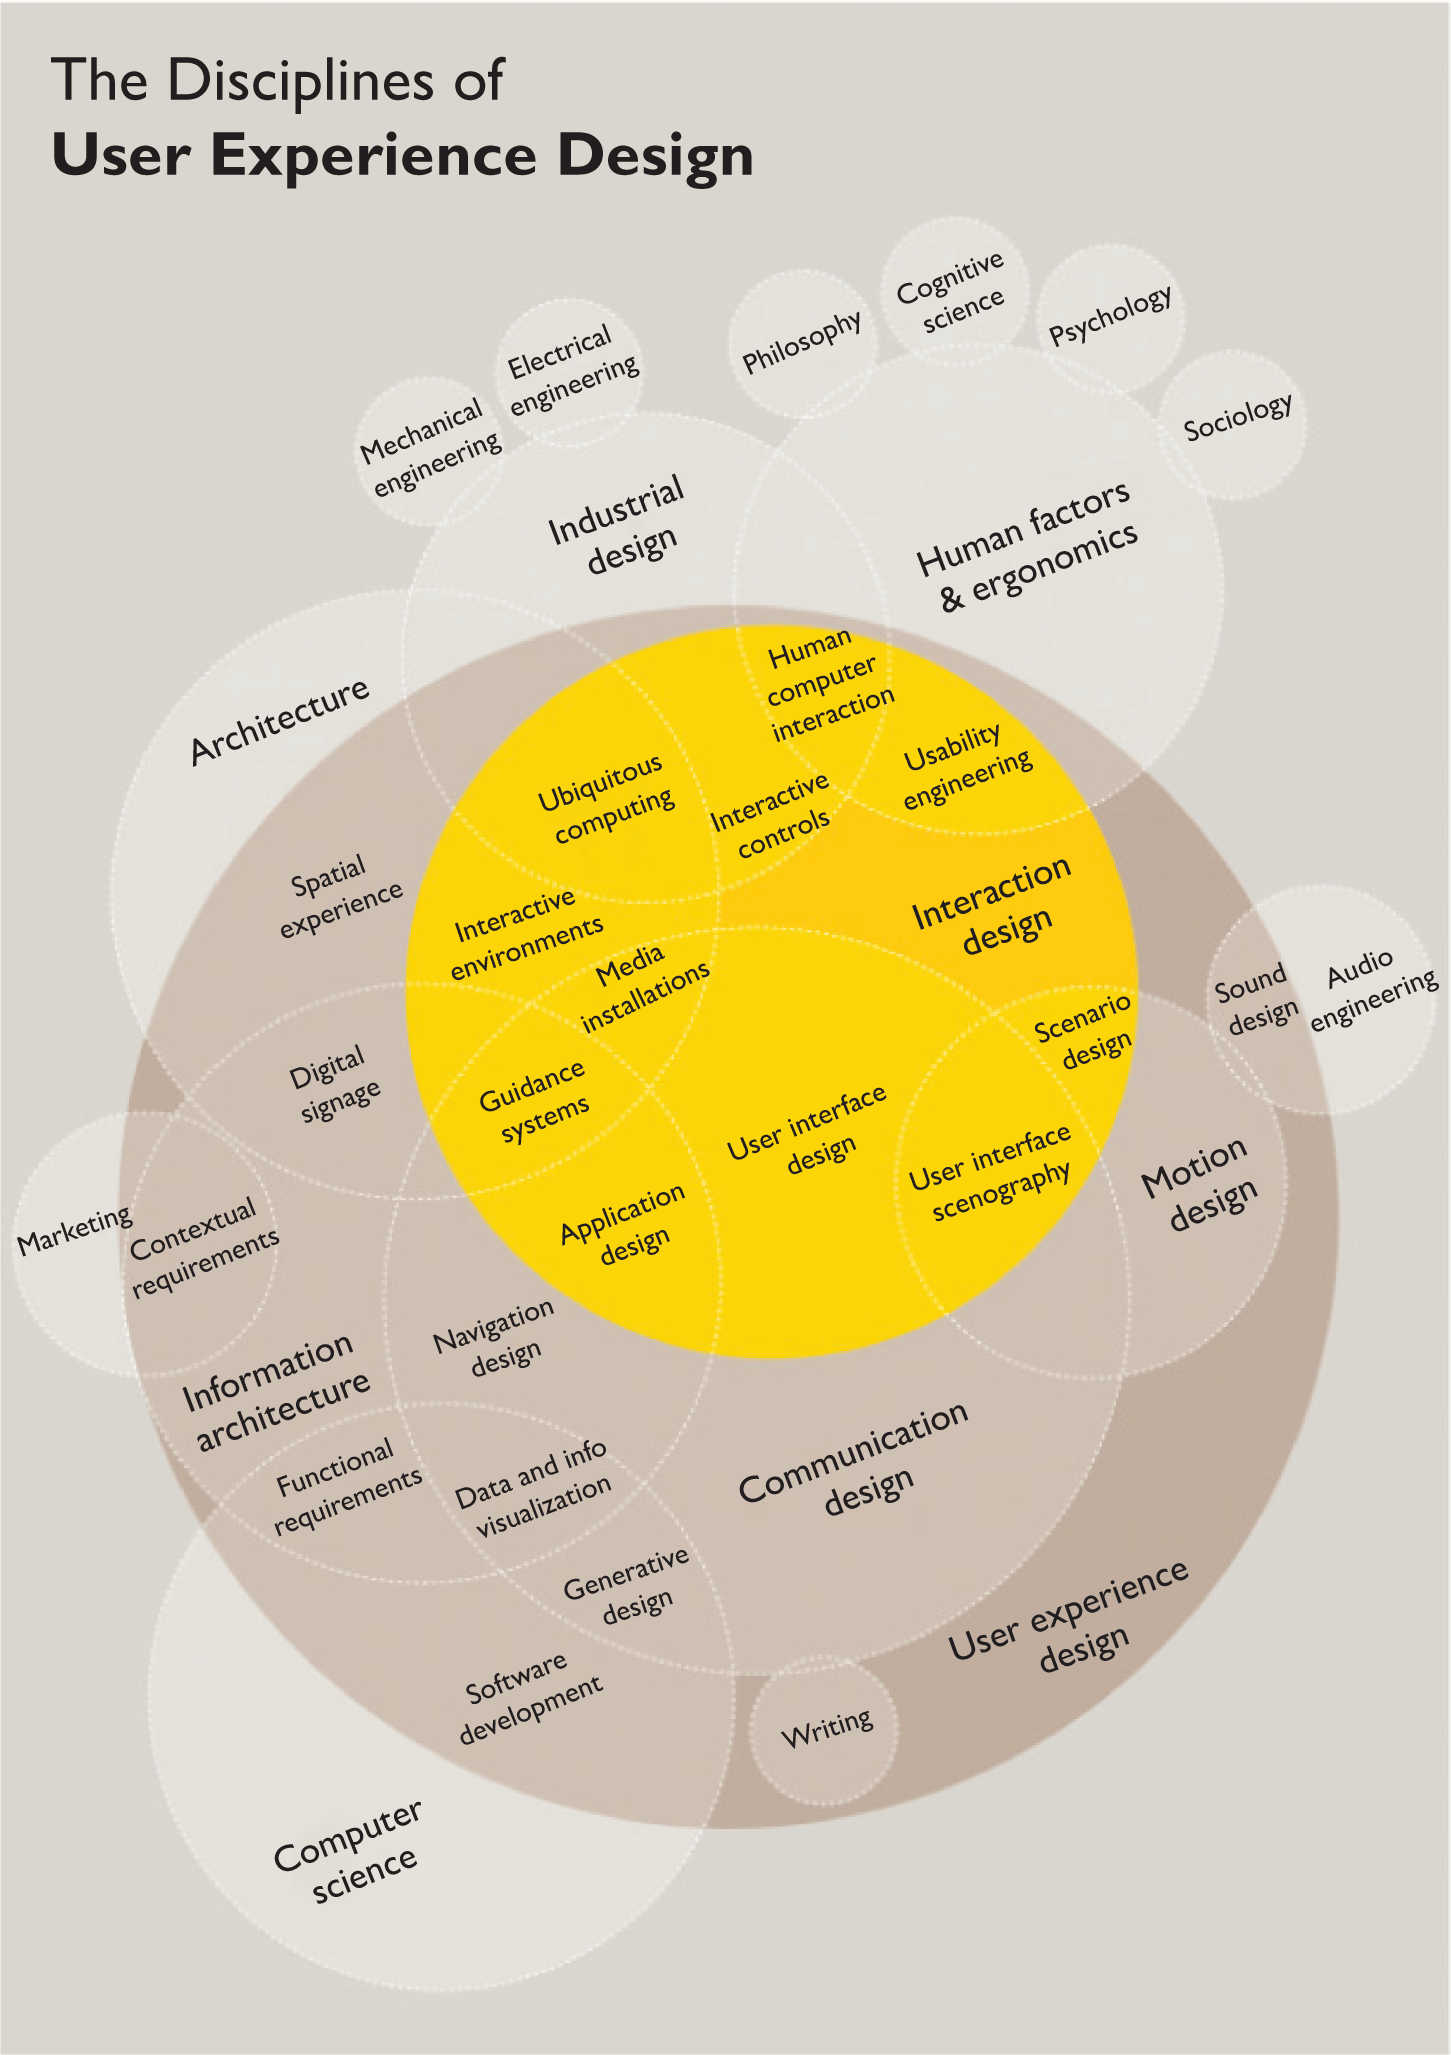 The Disciplines of
User Experience Design
Cognitive
science
Philosophy
Psychology
Electrical
engineering
Mechanical
engineering
Sociology
Industrial
design
Human factors
& ergonomics
Architecture
Human
computer
interaction
Usability
engineering
Ubiquitous
computing
Interactive
controls
Spatial
experience
Interactive
environments
Interaction
design
Media
installations
Sound
design
Audio
engineering
Scenario
design
Digital
signage
Guidance
systems
User interface
design
User interface
scenography
Motion
design
Marketing
Contextual
requirements
Application
design
Navigation
design
Information
architecture
Communication
design
Functional
requirements
Data and info
visualization
Generative
design
User experience
design
Software
development
Writing
Computer
science